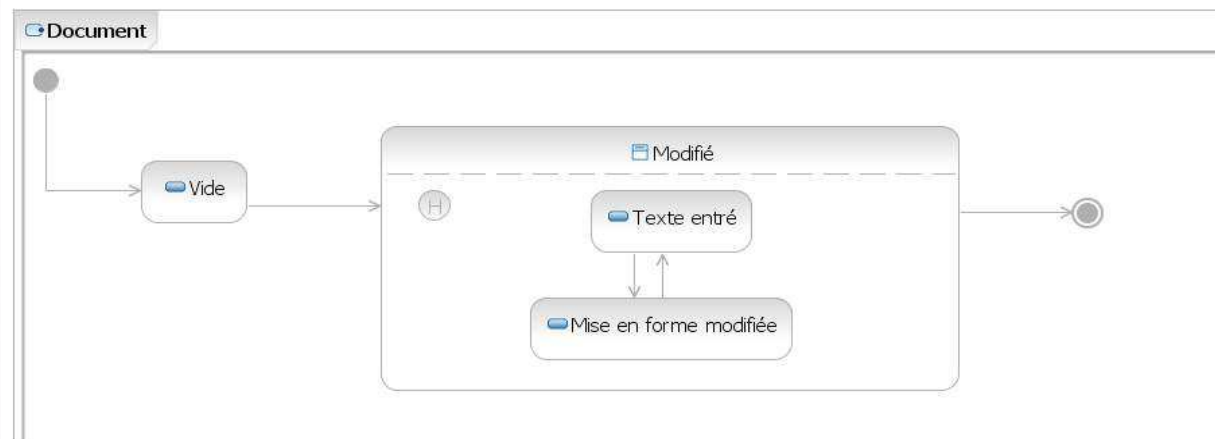 Document
Modifié
Vide
H
Texte entré
Mise en forme modifiée